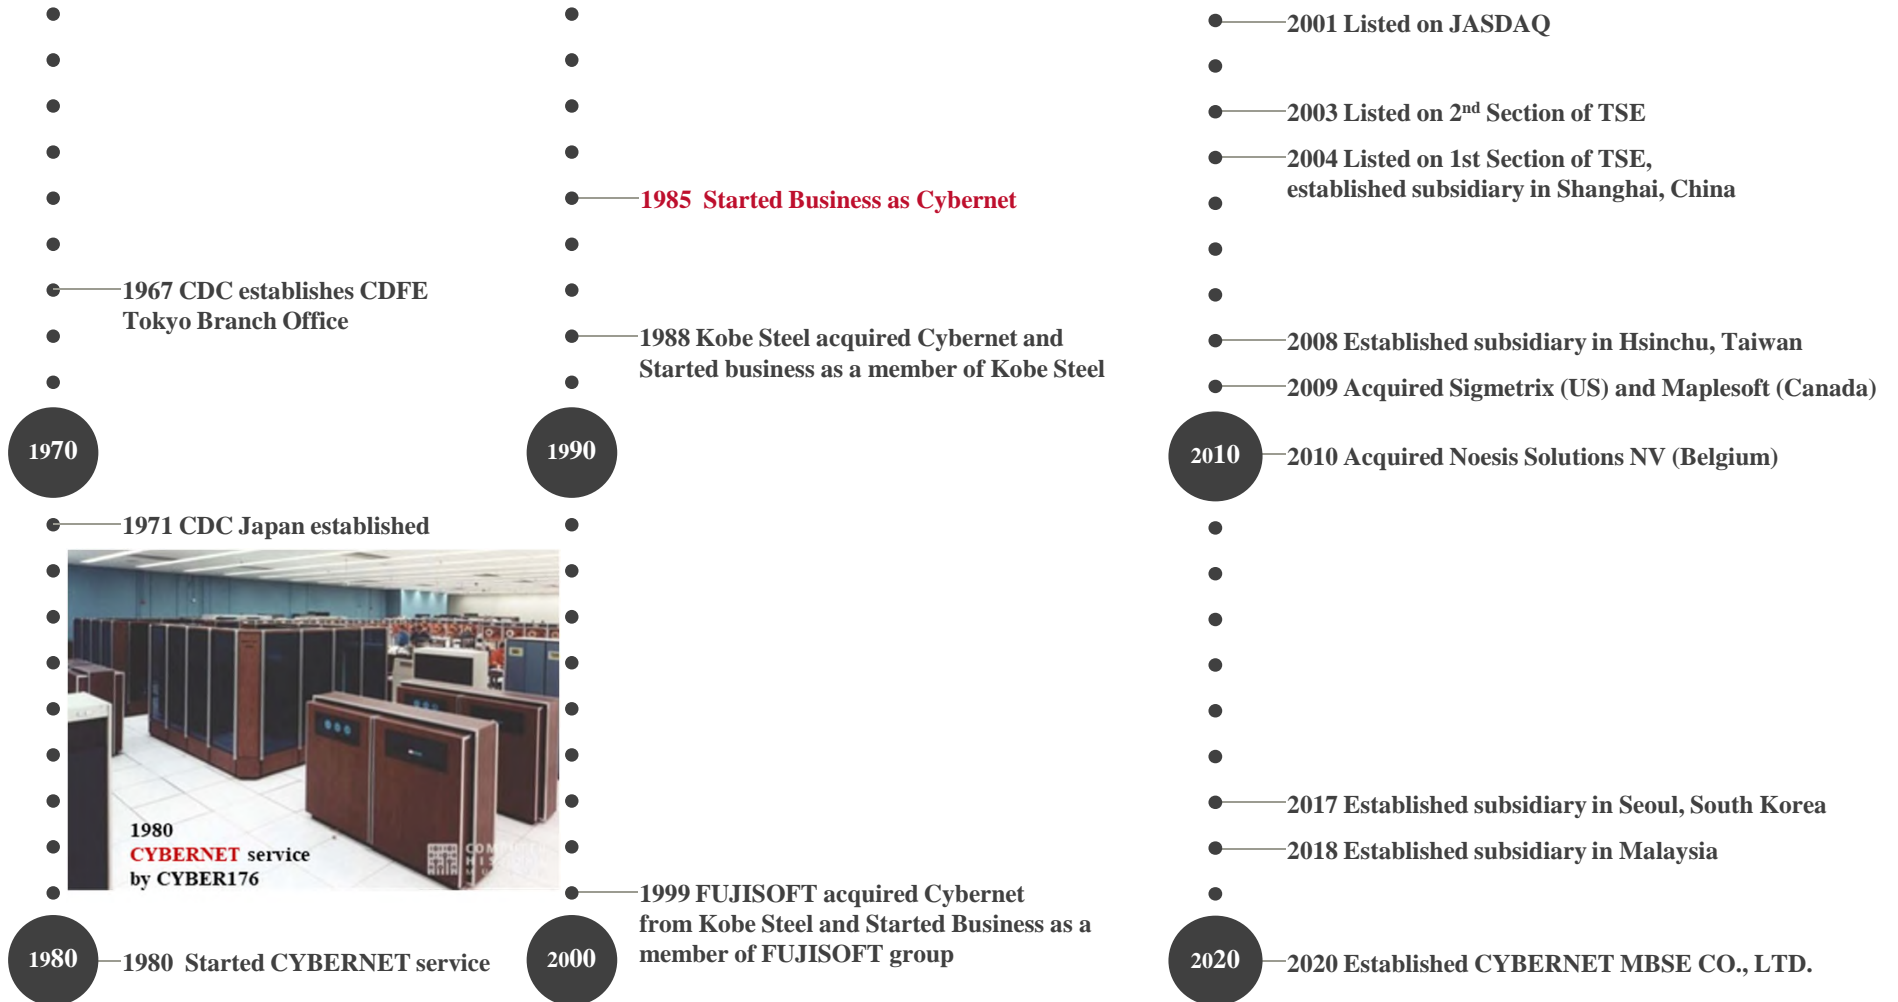 1967 CDC establishes CDFE
Tokyo Branch Office
1970
1971 CDC Japan established
1980
CYBERNET service
by CYBER176
1980
1980 Started CYBERNET service
1985 Started Business as Cybernet
1988 Kobe Steel acquired Cybernet and
Started business as a member of Kobe Steel
1990
1999 FUJISOFT acquired Cybernet
from Kobe Steel and Started Business as a
member of FUJISOFT group
2000
2001 Listed on JASDAQ
2003 Listed on 2nd Section of TSE
2004 Listed on 1st Section of TSE,
established subsidiary in Shanghai, China
2008 Established subsidiary in Hsinchu, Taiwan
2009 Acquired Sigmetrix (US) and Maplesoft (Canada)
2010
2010 Acquired Noesis Solutions NV (Belgium)
2017 Established subsidiary in Seoul, South Korea
2018 Established subsidiary in Malaysia
2020
2020 Established CYBERNET MBSE CO., LTD.